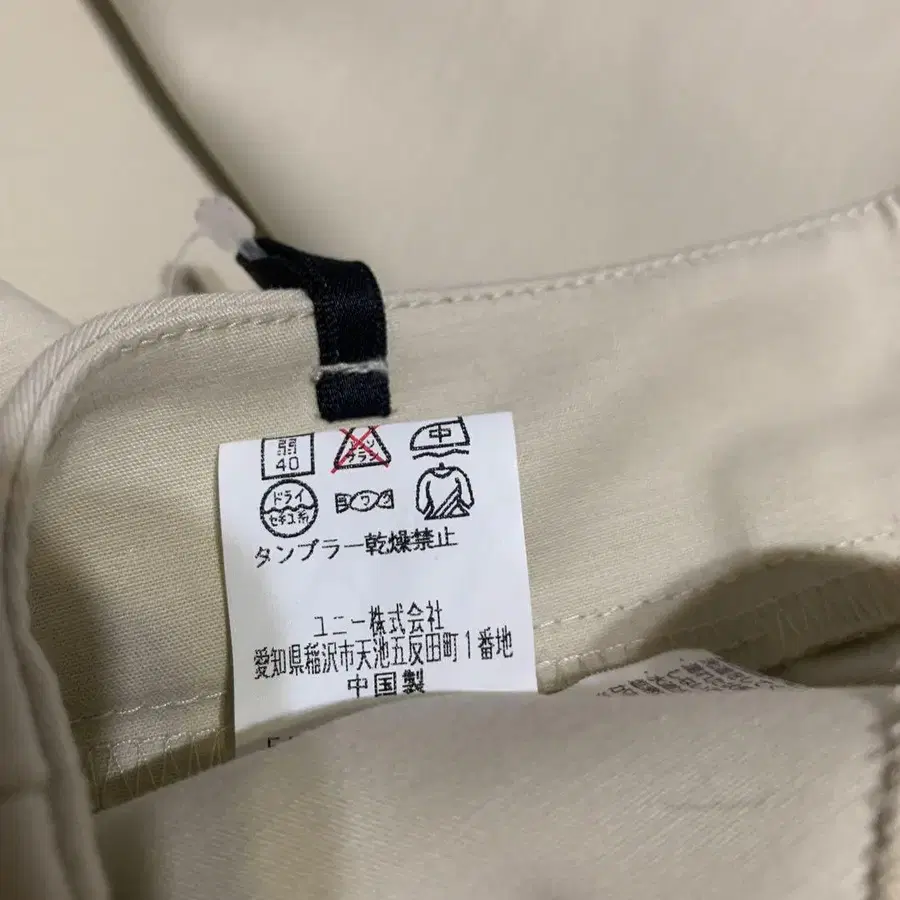 弱 中
40
ドライ
セキユ系
タンブラー乾燥禁止
ユニー株式会社
愛知県稲沢市天池五反田町1番地
中国製